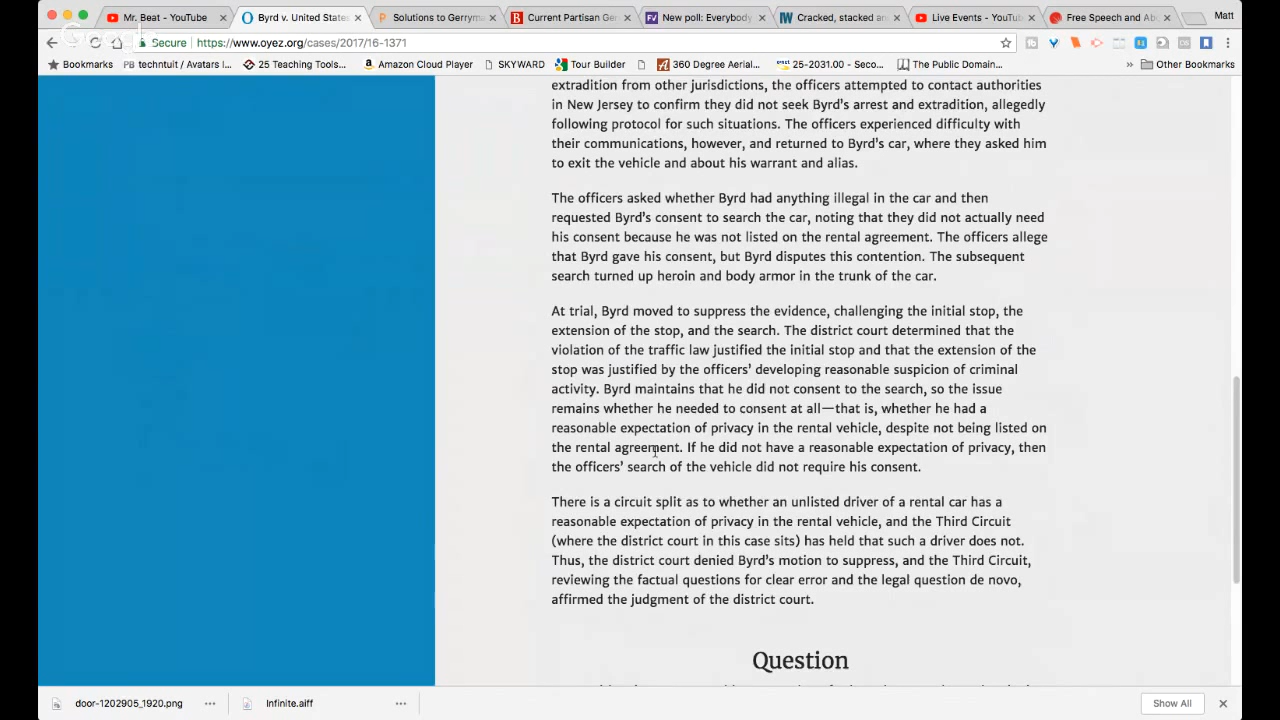 Mr. Beat - YouTube
Byrd v. United States
Solutions to Gerryma
Current Partisan Ge
New poll: Everybody
Cracked, stacked an
Live Events - YouTu
Free Speech and Ab
Matt
Secure
https://www.oyez.org/cases/2017/16-1371
Bookmarks
techntuit / Avatars I...
25 Teaching Tools...
Amazon Cloud Player
SKYWARD
Tour Builder
360 Degree Aerial...
25-2031.00 - Seco...
The Public Domain...
»
Other Bookmarks
extradition from other jurisdictions, the officers attempted to contact authorities
in New Jersey to confirm they did not seek Byrd's arrest and extradition, allegedly
following protocol for such situations. The officers experienced difficulty with
their communications, however, and returned to Byrd's car, where they asked him
to exit the vehicle and about his warrant and alias.
The officers asked whether Byrd had anything illegal in the car and then
requested Byrd's consent to search the car, noting that they did not actually need
his consent because he was not listed on the rental agreement. The officers allege
that Byrd gave his consent, but Byrd disputes this contention. The subsequent
search turned up heroin and body armor in the trunk of the car.
At trial, Byrd moved to suppress the evidence, challenging the initial stop, the
extension of the stop, and the search. The district court determined that the
violation of the traffic law justified the initial stop and that the extension of the
stop was justified by the officers' developing reasonable suspicion of criminal
activity. Byrd maintains that he did not consent to the search, so the issue
remains whether he needed to consent at all—that is, whether he had a
reasonable expectation of privacy in the rental vehicle, despite not being listed on
the rental agreement. If he did not have a reasonable expectation of privacy, then
the officers' search of the vehicle did not require his consent.
There is a circuit split as to whether an unlisted driver of a rental car has a
reasonable expectation of privacy in the rental vehicle, and the Third Circuit
(where the district court in this case sits) has held that such a driver does not.
Thus, the district court denied Byrd's motion to suppress, and the Third Circuit,
reviewing the factual questions for clear error and the legal question de novo,
affirmed the judgment of the district court.
Question
door-1202905_1920.png
Infinite.aiff
Show All